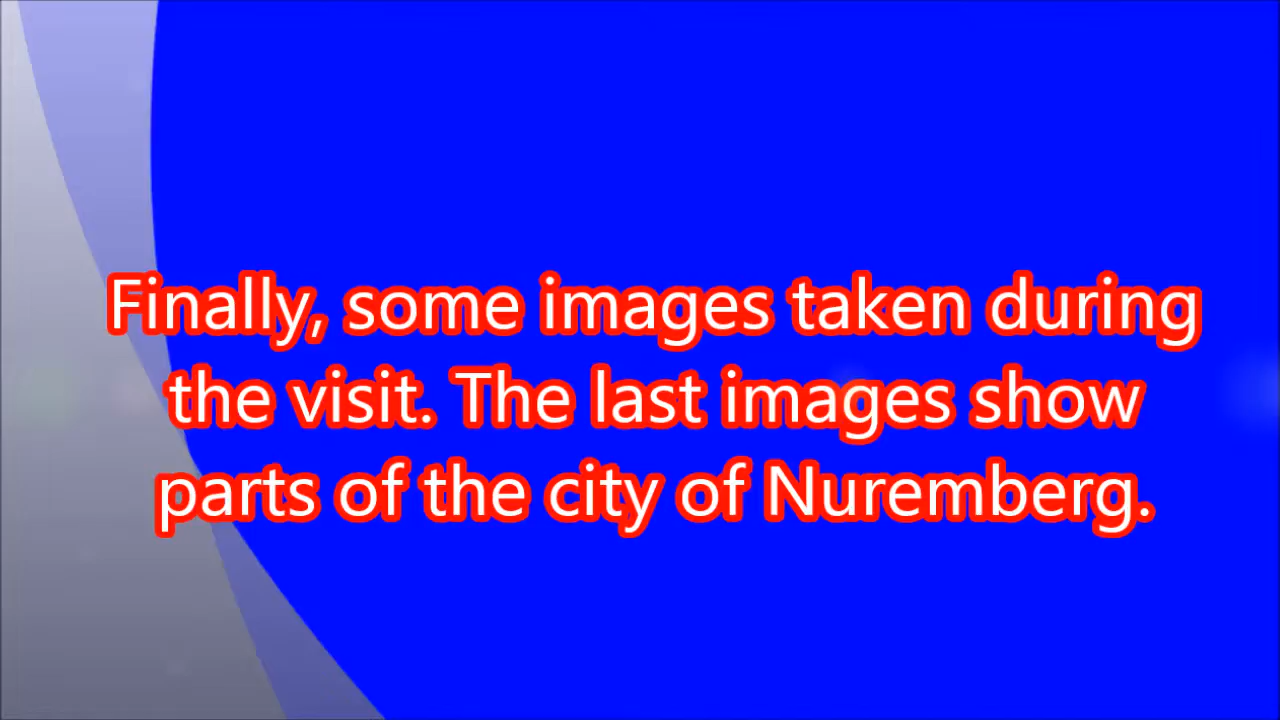 Finally, some images taken during
the visit. The last images show
parts of the city of Nuremberg.